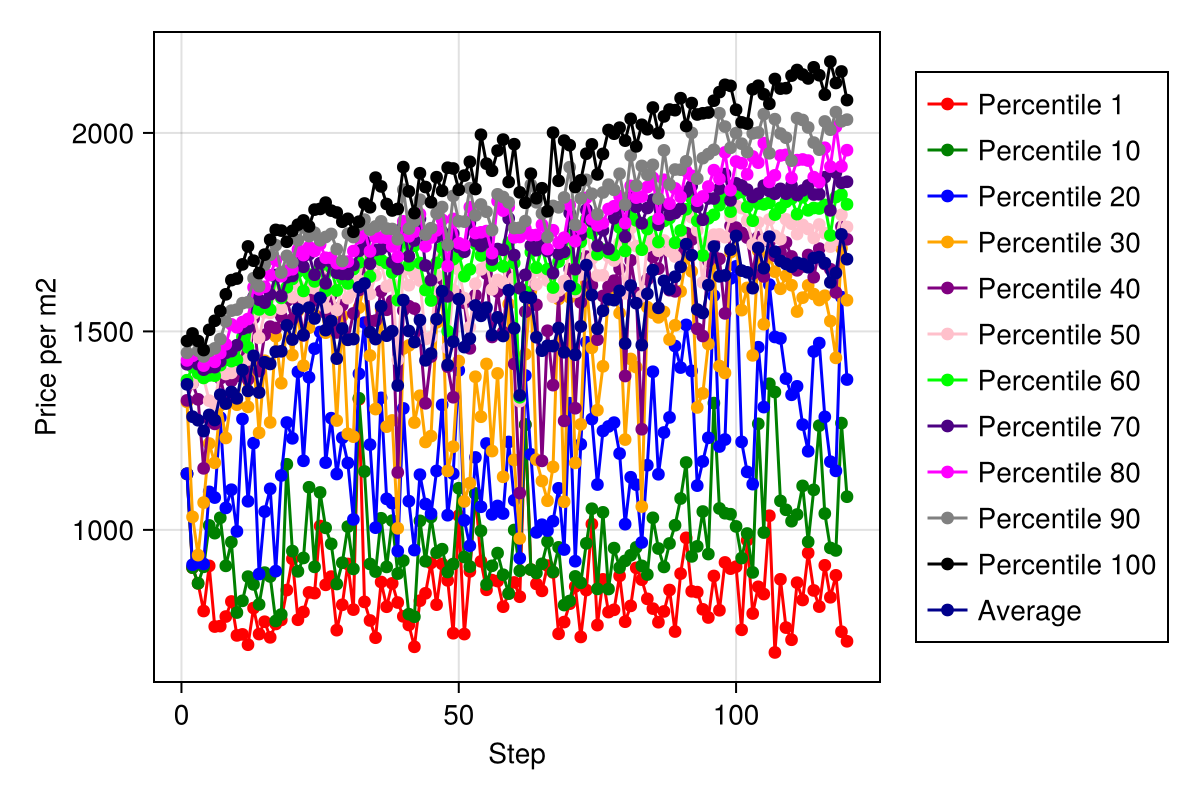 Price per m2
2000
1500
1000
0
50
100
Step
Percentile 1
Percentile 10
Percentile 20
Percentile 30
Percentile 40
Percentile 50
Percentile 60
Percentile 70
Percentile 80
Percentile 90
Percentile 100
Average